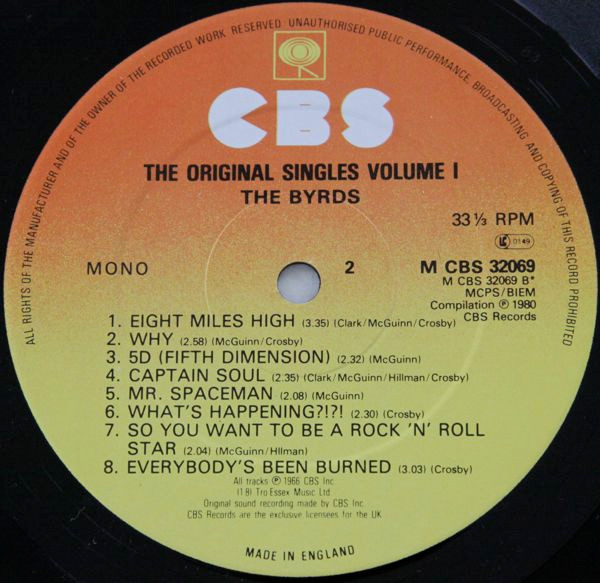 ALL RIGHTS OF THE MANUFACTURER AND OF THE OWNER OF THE RECORDED WORK RESERVED. UNAUTHORISED PUBLIC PERFORMANCE, BROADCASTING AND COPYING OF THIS RECORD PROHIBITED
CBS
THE ORIGINAL SINGLES VOLUME I
THE BYRDS
33⅓ RPM
LC 0149
MONO 2 M CBS 32069
M CBS 32069 B*
MCPS/BIEM
Compilation ℗ 1980
CBS Records
1. EIGHT MILES HIGH (3.35) (Clark/McGuinn/Crosby)
2. WHY (2.58) (McGuinn/Crosby)
3. 5D (FIFTH DIMENSION) (2.32) (McGuinn)
4. CAPTAIN SOUL (2.35) (Clark/McGuinn/Hillman/Crosby)
5. MR. SPACEMAN (2.08) (McGuinn)
6. WHAT'S HAPPENING?!?! (2.30) (Crosby)
7. SO YOU WANT TO BE A ROCK 'N' ROLL
STAR (2.04) (McGuinn/Hllman)
8. EVERYBODY'S BEEN BURNED (3.03) (Crosby)
All tracks ℗ 1966 CBS Inc.
(1 8) Tro Essex Music Ltd
Original sound recording made by CBS Inc.
CBS Records are the exclusive licensees for the UK
MADE IN ENGLAND